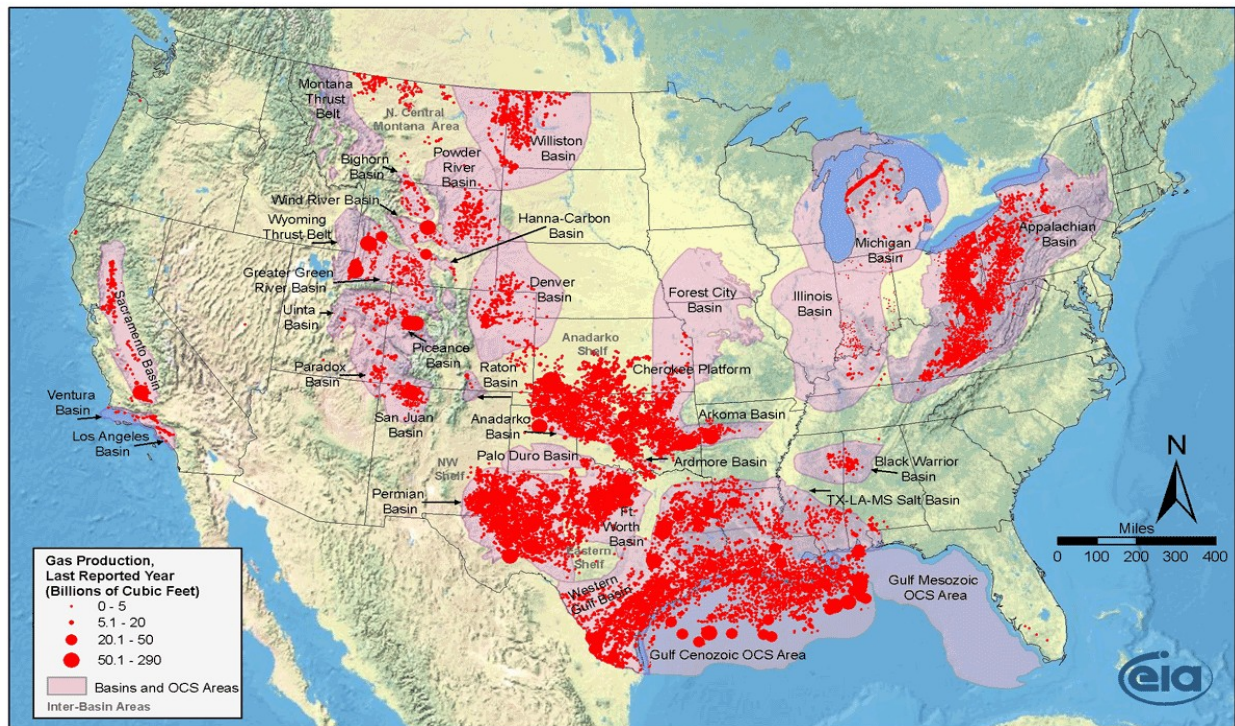 Montana
Thrust Belt
N. Central
Montana Area
Williston
Basin
Bighorn
Basin
Powder
River
Basin
Wind River Basin
Wyoming
Thrust Belt
Hanna-Carbon
Basin
Greater Green
River Basin
Uinta
Basin
Piceance
Basin
Denver
Basin
Forest City
Basin
Illinois
Basin
Michigan
Basin
Appalachian
Basin
Sacramento Basin
Anadarko
Shelf
Paradox
Basin
Raton
Basin
Cherokee Platform
Ventura
Basin
Los Angeles
Basin
San Juan
Basin
Anadarko
Basin
Arkoma Basin
Palo Duro Basin
Ardmore Basin
Black Warrior
Basin
NW
Shelf
TX-LA-MS Salt Basin
Permian
Basin
Ft.
Worth
Basin
Eastern
Shelf
Western
Gulf Basin
Gulf Mesozoic
OCS Area
Gulf Cenozoic OCS Area
N
Miles
0 100 200 300 400
Gas Production,
Last Reported Year
(Billions of Cubic Feet)
0 - 5
5.1 - 20
20.1 - 50
50.1 - 290
Basins and OCS Areas
Inter-Basin Areas
eia